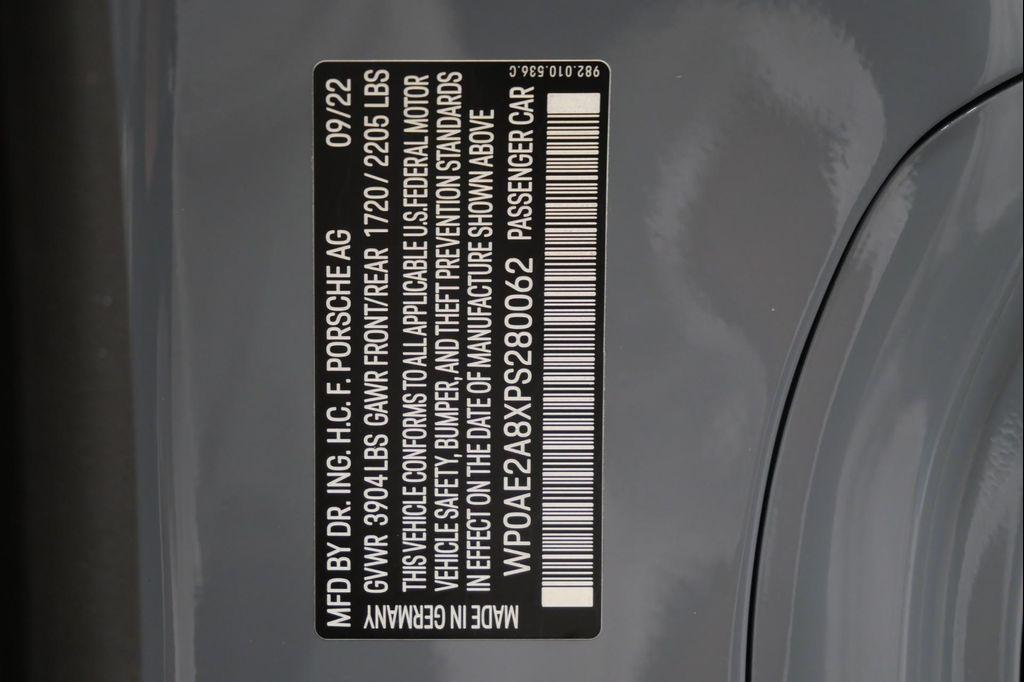 MFD BY DR. ING. H.C. F. PORSCHE AG 09/22
GVWR 3904 LBS GAWR FRONT/REAR 1720 / 2205 LBS
THIS VEHICLE CONFORMS TO ALL APPLICABLE U.S.FEDERAL MOTOR
VEHICLE SAFETY, BUMPER, AND THEFT PREVENTION STANDARDS
IN EFFECT ON THE DATE OF MANUFACTURE SHOWN ABOVE
WP0AE2A8XPS280062 PASSENGER CAR
MADE IN GERMANY
982.010.536.C